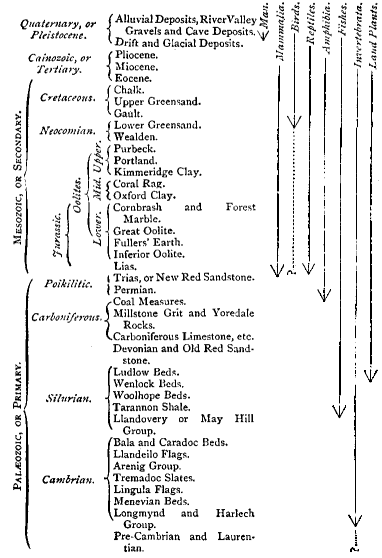 Quaternary, or
Pleistocene.
Alluvial Deposits, River Valley
Gravels and Cave Deposits.
Drift and Glacial Deposits.
Cainozoic, or
Tertiary.
Pliocene.
Miocene.
Eocene.
MESOZOIC, OR SECONDARY.
Cretaceous.
Chalk.
Upper Greensand.
Gault.
Neocomian.
Lower Greensand.
Wealden.
Jurassic.
Oolites.
Upper.
Purbeck.
Portland.
Kimmeridge Clay.
Mid.
Coral Rag.
Oxford Clay.
Lower.
Cornbrash and Forest
Marble.
Great Oolite.
Fullers' Earth.
Inferior Oolite.
Lias.
PALÆOZOIC, OR PRIMARY.
Poikilitic.
Trias, or New Red Sandstone.
Permian.
Carboniferous.
Coal Measures.
Millstone Grit and Yoredale
Rocks.
Carboniferous Limestone, etc.
Devonian and Old Red Sand-
stone.
Silurian.
Ludlow Beds.
Wenlock Beds.
Woolhope Beds.
Tarannon Shale.
Llandovery or May Hill
Group.
Cambrian.
Bala and Caradoc Beds.
Llandeilo Flags.
Arenig Group.
Tremadoc Slates.
Lingula Flags.
Menevian Beds.
Longmynd and Harlech
Group.
Pre-Cambrian and Lauren-
tian.
Man.
Mammalia.
Birds.
?
Reptiles.
Amphibia.
Fishes.
Invertebrata.
?
Land Plants.